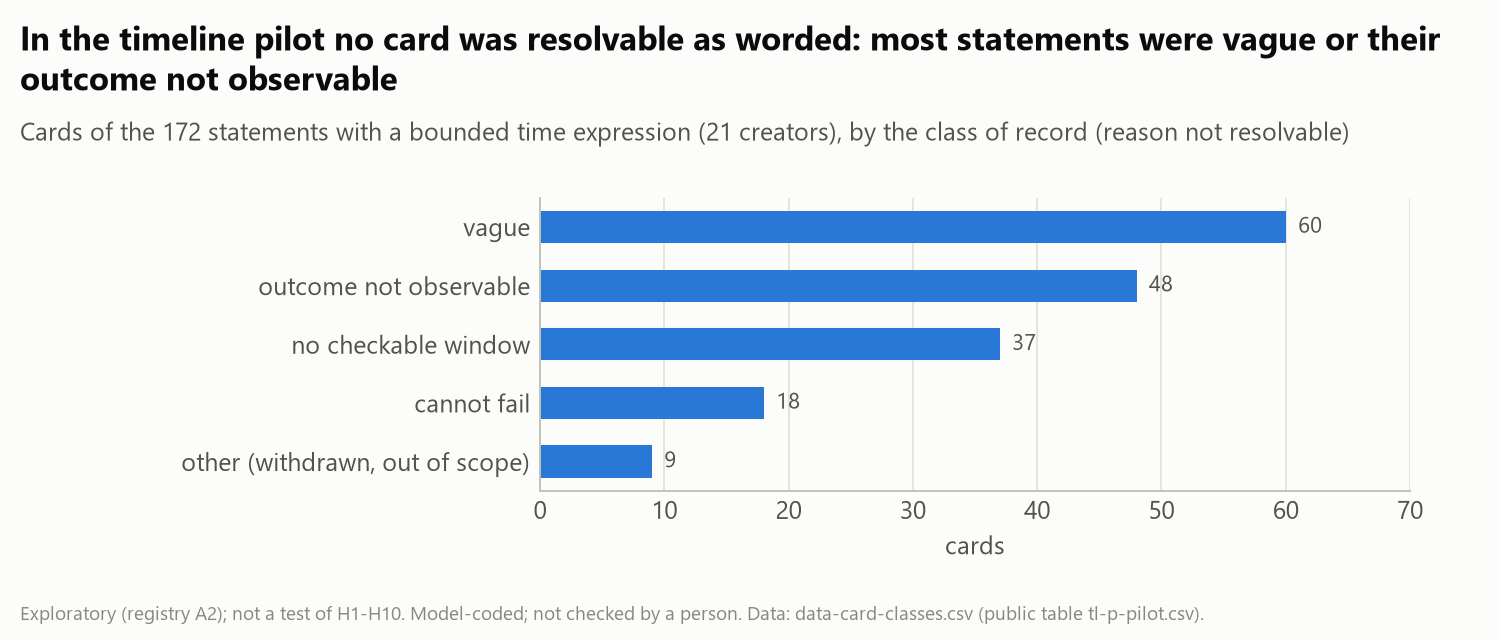 In the timeline pilot no card was resolvable as worded: most statements were vague or their
outcome not observable
Cards of the 172 statements with a bounded time expression (21 creators), by the class of record (reason not resolvable)
vague
60
outcome not observable
48
no checkable window
37
cannot fail
18
other (withdrawn, out of scope)
9
0 10 20 30 40 50 60 70
cards
Exploratory (registry A2); not a test of H1-H10. Model-coded; not checked by a person. Data: data-card-classes.csv (public table tl-p-pilot.csv).